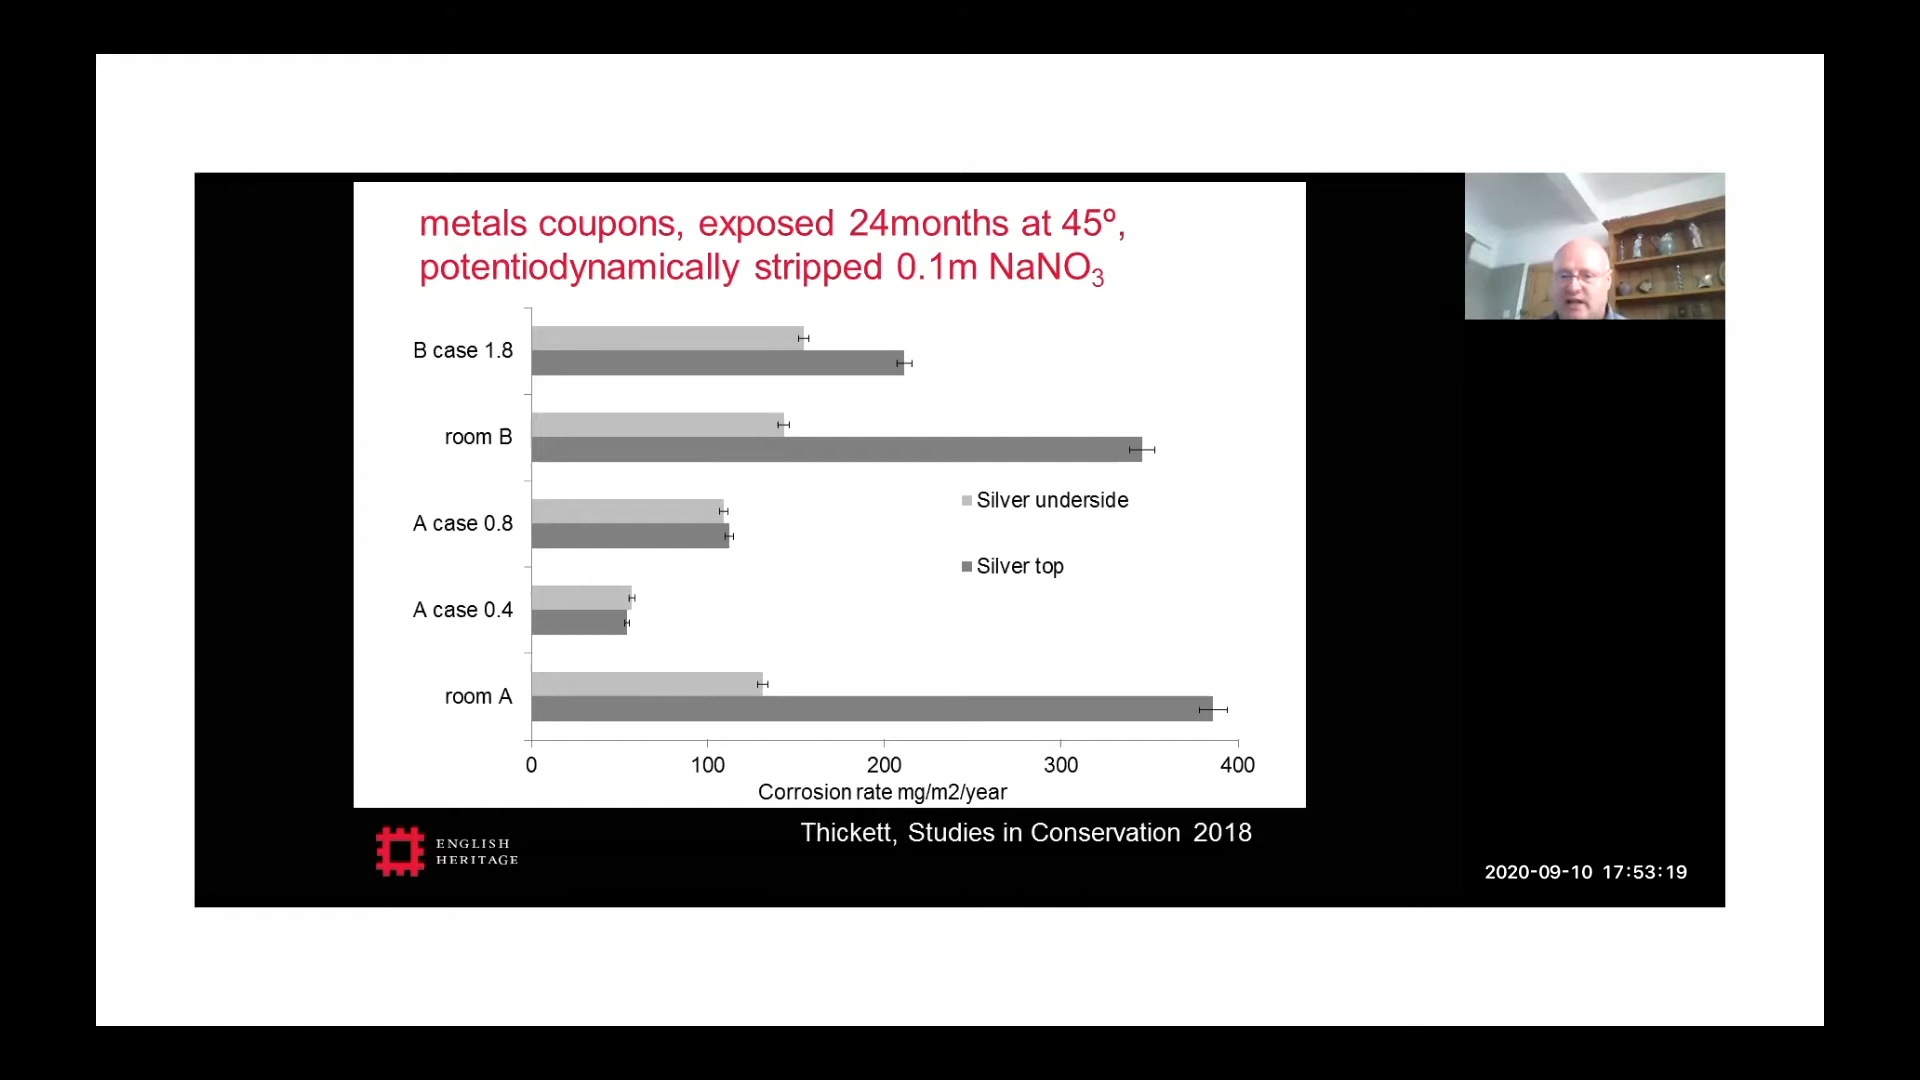 metals coupons, exposed 24months at 45º,
potentiodynamically stripped 0.1m NaNO3
B case 1.8
room B
A case 0.8
A case 0.4
room A
Silver underside
Silver top
0 100 200 300 400
Corrosion rate mg/m2/year
ENGLISH
HERITAGE
Thickett, Studies in Conservation 2018
2020-09-10 17:53:19